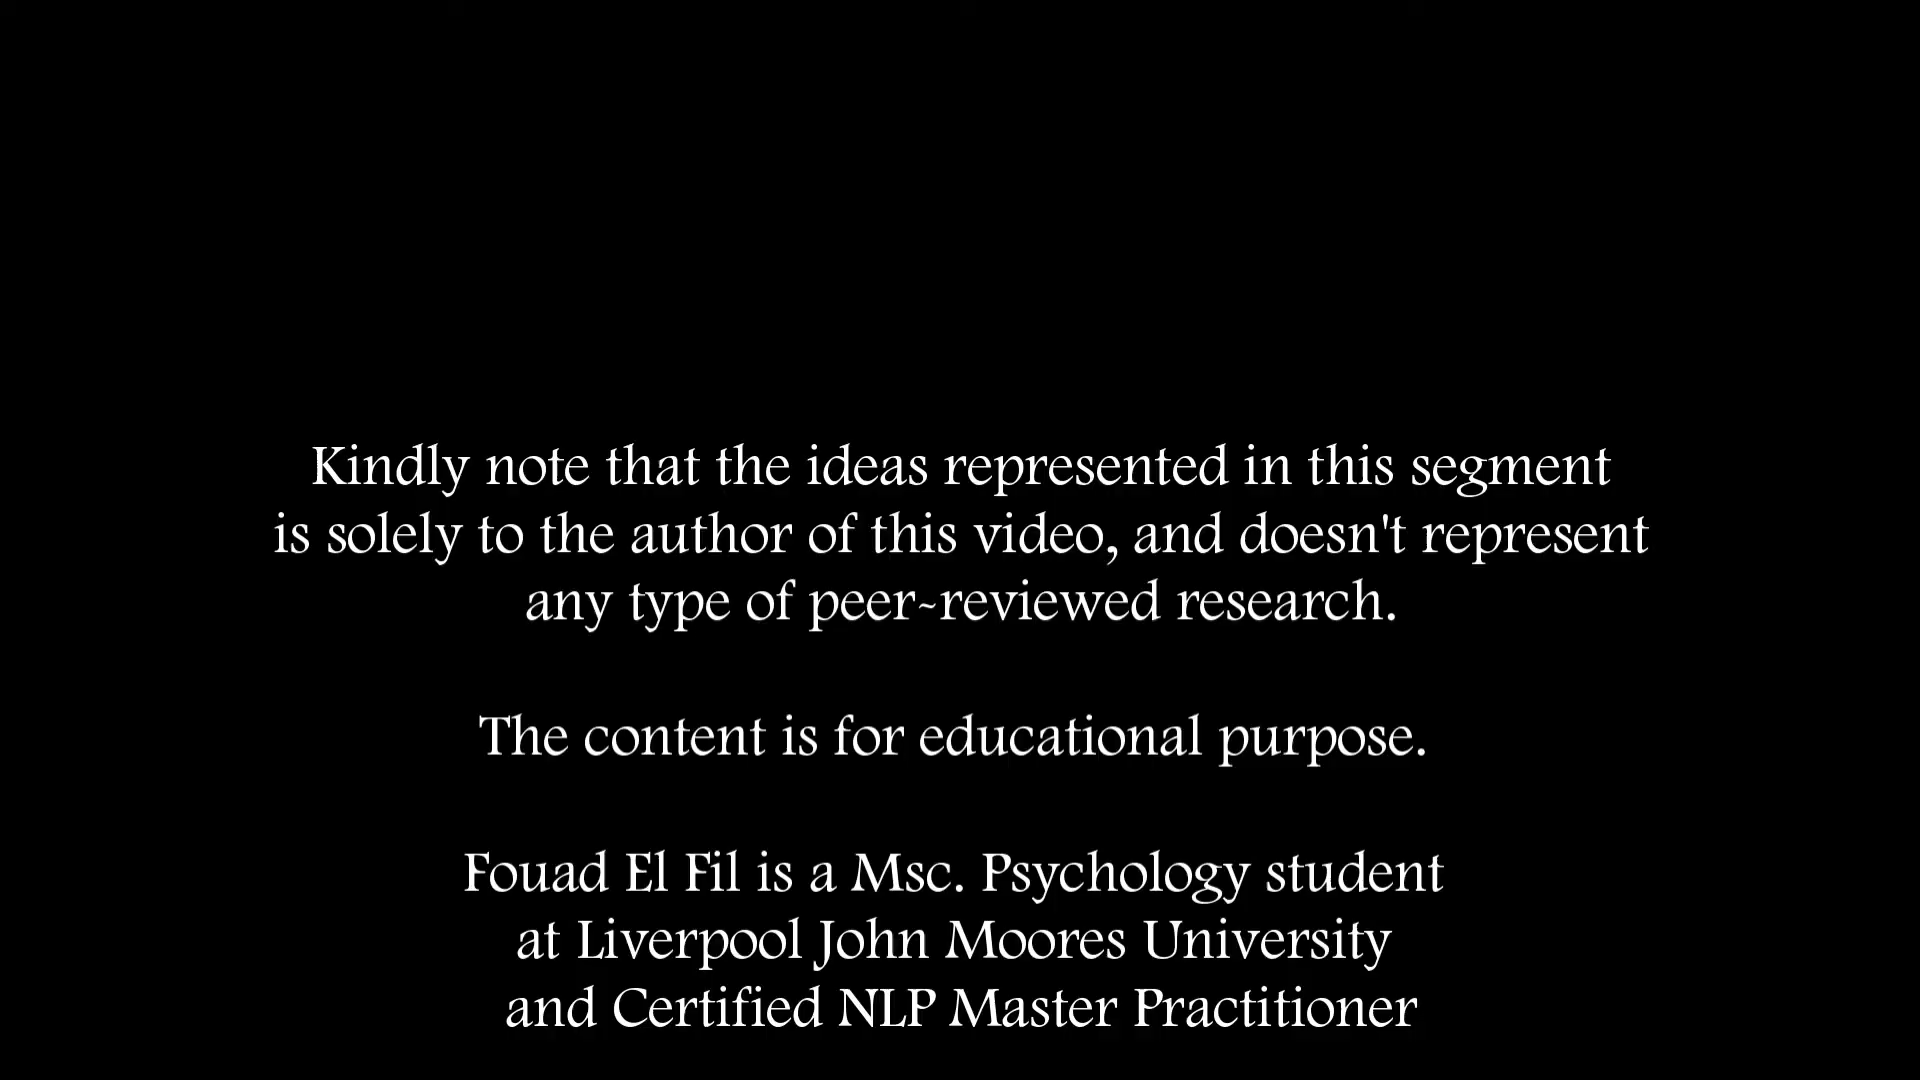 Kindly note that the ideas represented in this segment
is solely to the author of this video, and doesn't represent
any type of peer-reviewed research.
The content is for educational purpose.
Fouad El Fil is a Msc. Psychology student
at Liverpool John Moores University
and Certified NLP Master Practitioner